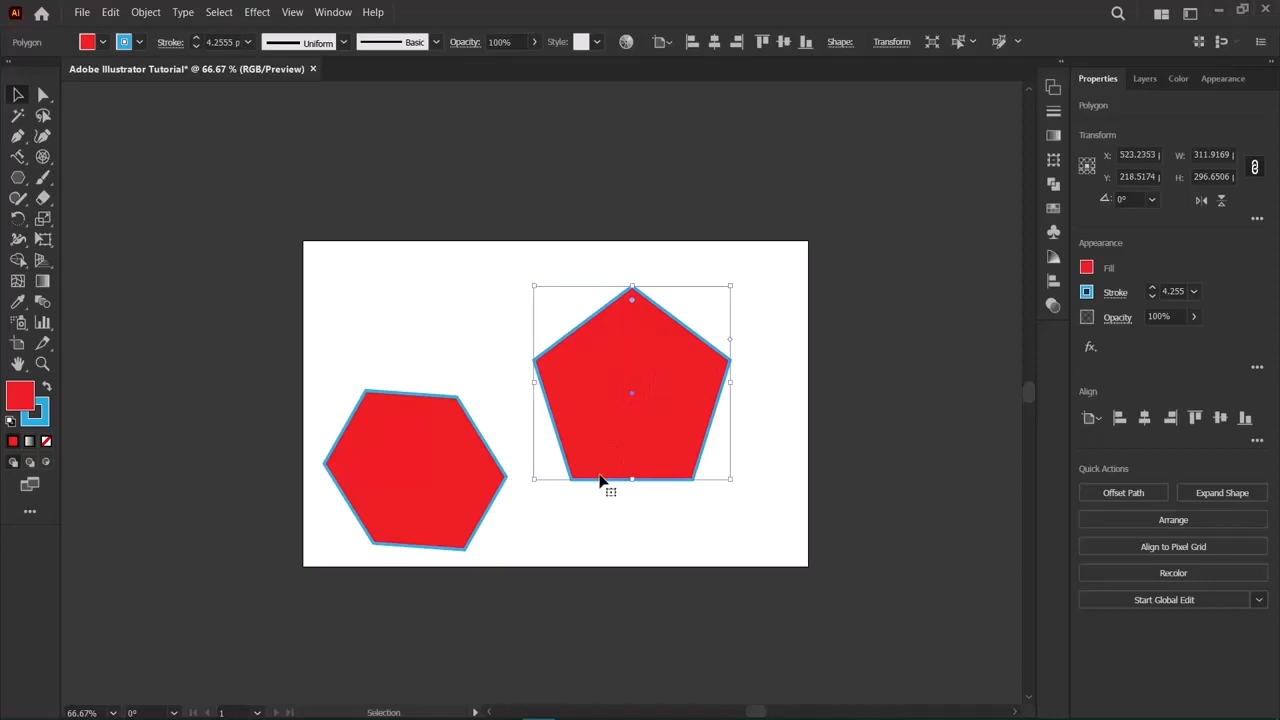 Ai File Edit Object Type Select Effect View Window Help
Polygon Stroke: 4.2555 p Uniform Basic Opacity: 100% Style: Shape: Transform
Adobe Illustrator Tutorial* @ 66.67 % (RGB/Preview) ×
Properties Layers Color Appearance
Polygon
Transform
X: 523.2353 p W: 311.9169 p
Y: 218.5174 p H: 296.6506 p
0°
Appearance
Fill
Stroke 4.255
Opacity 100%
fx.
Align
Quick Actions
Offset Path Expand Shape
Arrange
Align to Pixel Grid
Recolor
Start Global Edit
66.67% 0° 1 Selection